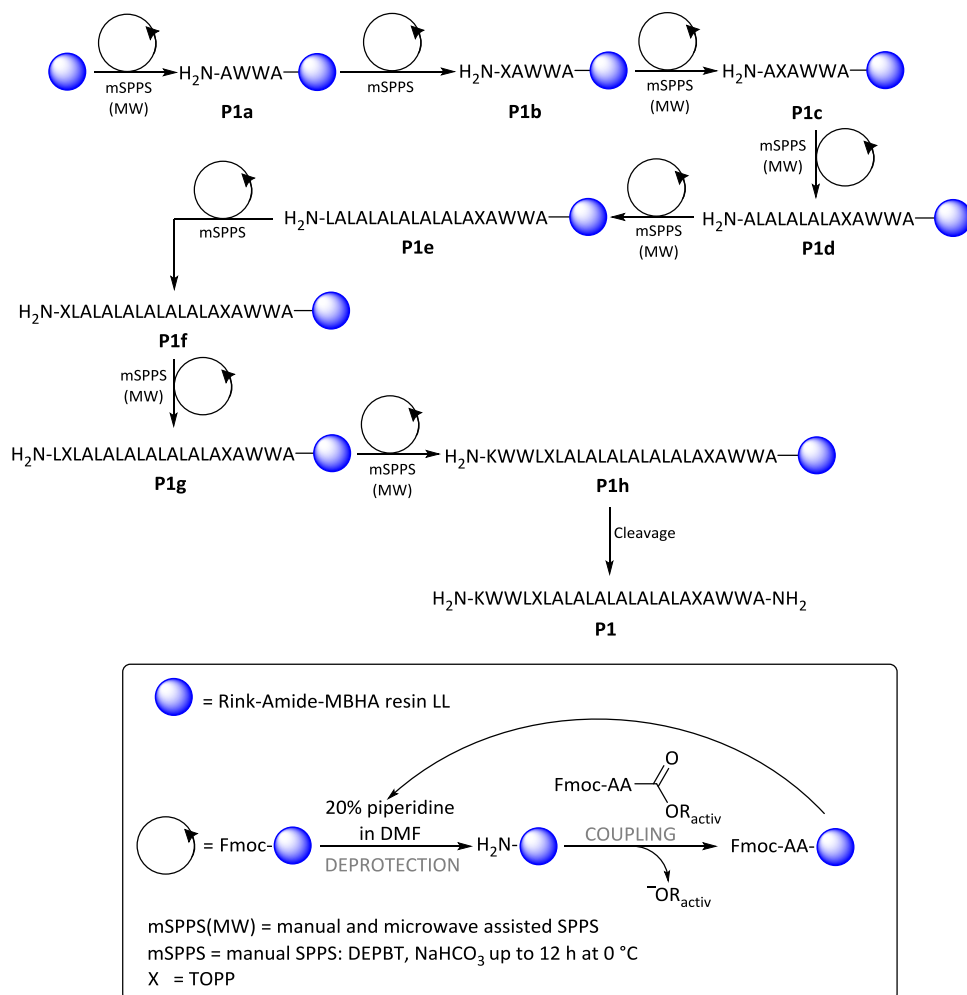 mSPPS
(MW)
H2N-AWWA
P1a
mSPPS
H2N-XAWWA
P1b
mSPPS
(MW)
H2N-AXAWWA
P1c
mSPPS
(MW)
H2N-ALALALALAXAWWA
P1d
mSPPS
(MW)
H2N-LALALALALALALAXAWWA
P1e
mSPPS
H2N-XLALALALALALALAXAWWA
P1f
mSPPS
(MW)
H2N-LXLALALALALALALAXAWWA
P1g
mSPPS
(MW)
H2N-KWWLXLALALALALALALAXAWWA
P1h
Cleavage
H2N-KWWLXLALALALALALALAXAWWA-NH2
P1
= Rink-Amide-MBHA resin LL
= Fmoc-
20% piperidine
in DMF
DEPROTECTION
H2N-
Fmoc-AA
O
ORactiv
COUPLING
−ORactiv
Fmoc-AA-
mSPPS(MW) = manual and microwave assisted SPPS
mSPPS = manual SPPS: DEPBT, NaHCO3 up to 12 h at 0 °C
X = TOPP